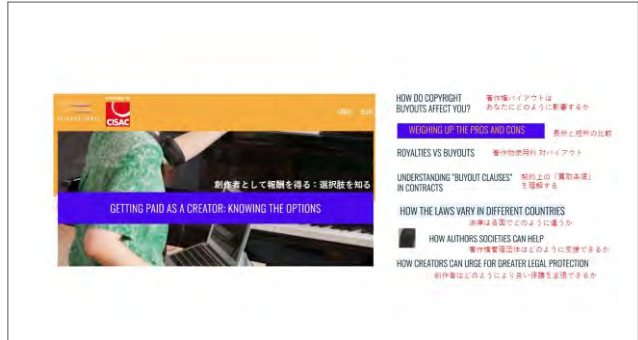 CISAC
創作者として報酬を得る：選択肢を知る
GETTING PAID AS A CREATOR: KNOWING THE OPTIONS
HOW DO COPYRIGHT
BUYOUTS AFFECT YOU?
著作権バイアウトは
あなたにどのように影響するか
WEIGHING UP THE PROS AND CONS
長所と短所の比較
ROYALTIES VS BUYOUTS
著作物使用料 対バイアウト
UNDERSTANDING "BUYOUT CLAUSES"
IN CONTRACTS
契約上の「買取条項」
を理解する
HOW THE LAWS VARY IN DIFFERENT COUNTRIES
法律は各国でどのように違うか
HOW AUTHORS SOCIETIES CAN HELP
著作権管理団体はどのように支援できるか
HOW CREATORS CAN URGE FOR GREATER LEGAL PROTECTION
創作者はどのようにより良い保護を主張できるか